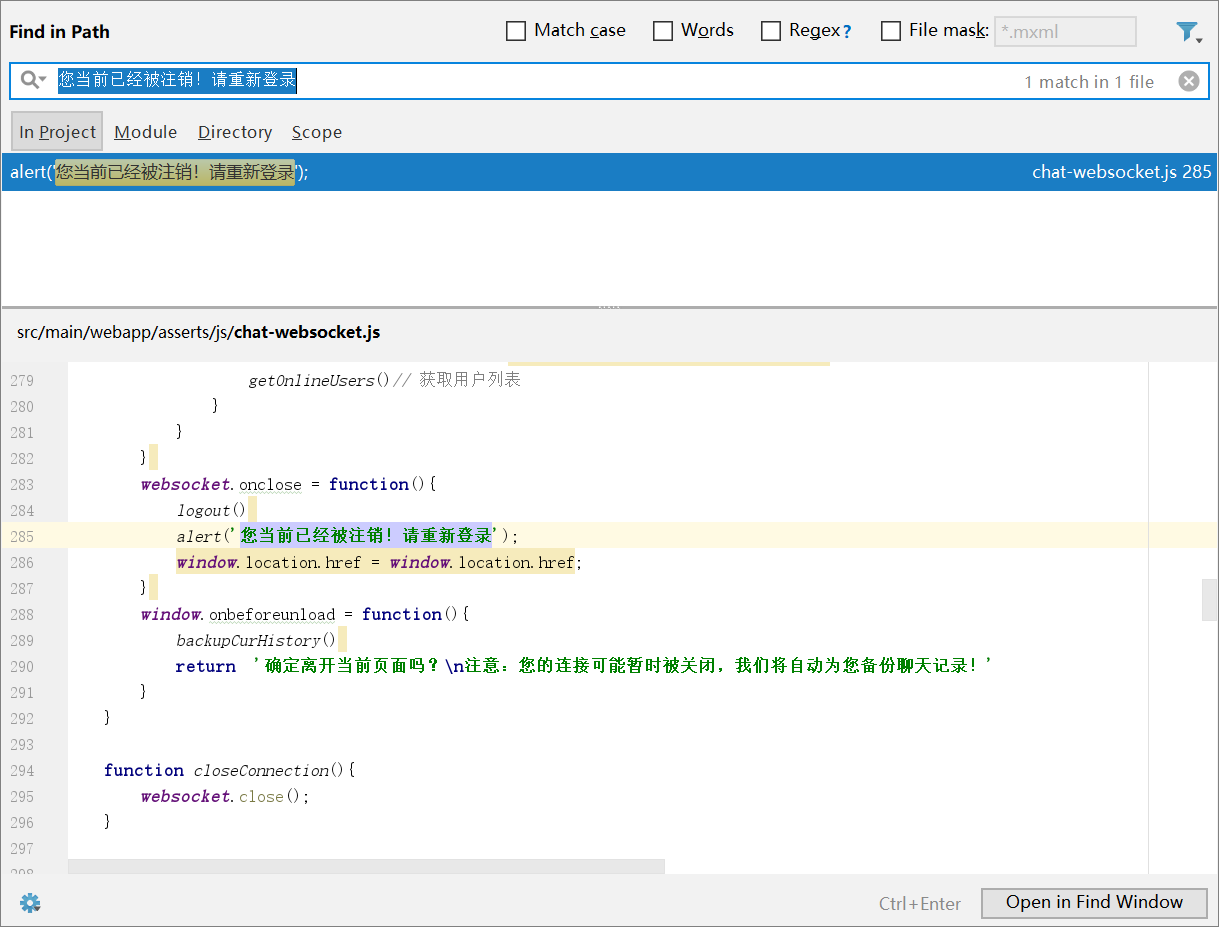 Find in Path
Match case
Words
Regex ?
File mask:
*.mxml
您当前已经被注销！请重新登录
1 match in 1 file
In Project
Module
Directory
Scope
alert('您当前已经被注销！请重新登录'); chat-websocket.js 285
src/main/webapp/asserts/js/chat-websocket.js
279 getOnlineUsers()// 获取用户列表
280 }
281 }
282 }
283 websocket.onclose = function(){
284 logout()
285 alert('您当前已经被注销！请重新登录');
286 window.location.href = window.location.href;
287 }
288 window.onbeforeunload = function(){
289 backupCurHistory()
290 return '确定离开当前页面吗？\n注意：您的连接可能暂时被关闭，我们将自动为您备份聊天记录！'
291 }
292 }
293
294 function closeConnection(){
295 websocket.close();
296 }
297
298
Ctrl+Enter
Open in Find Window